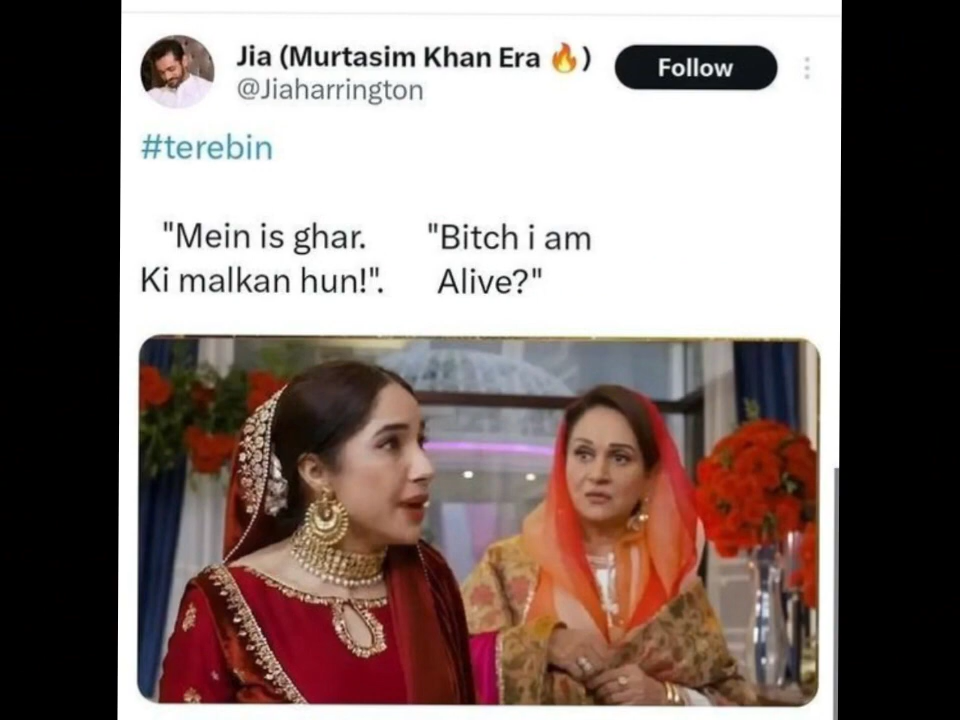 Jia (Murtasim Khan Era 🔥)
Follow
@Jiaharrington
#terebin
"Mein is ghar. "Bitch i am
Ki malkan hun!". Alive?"